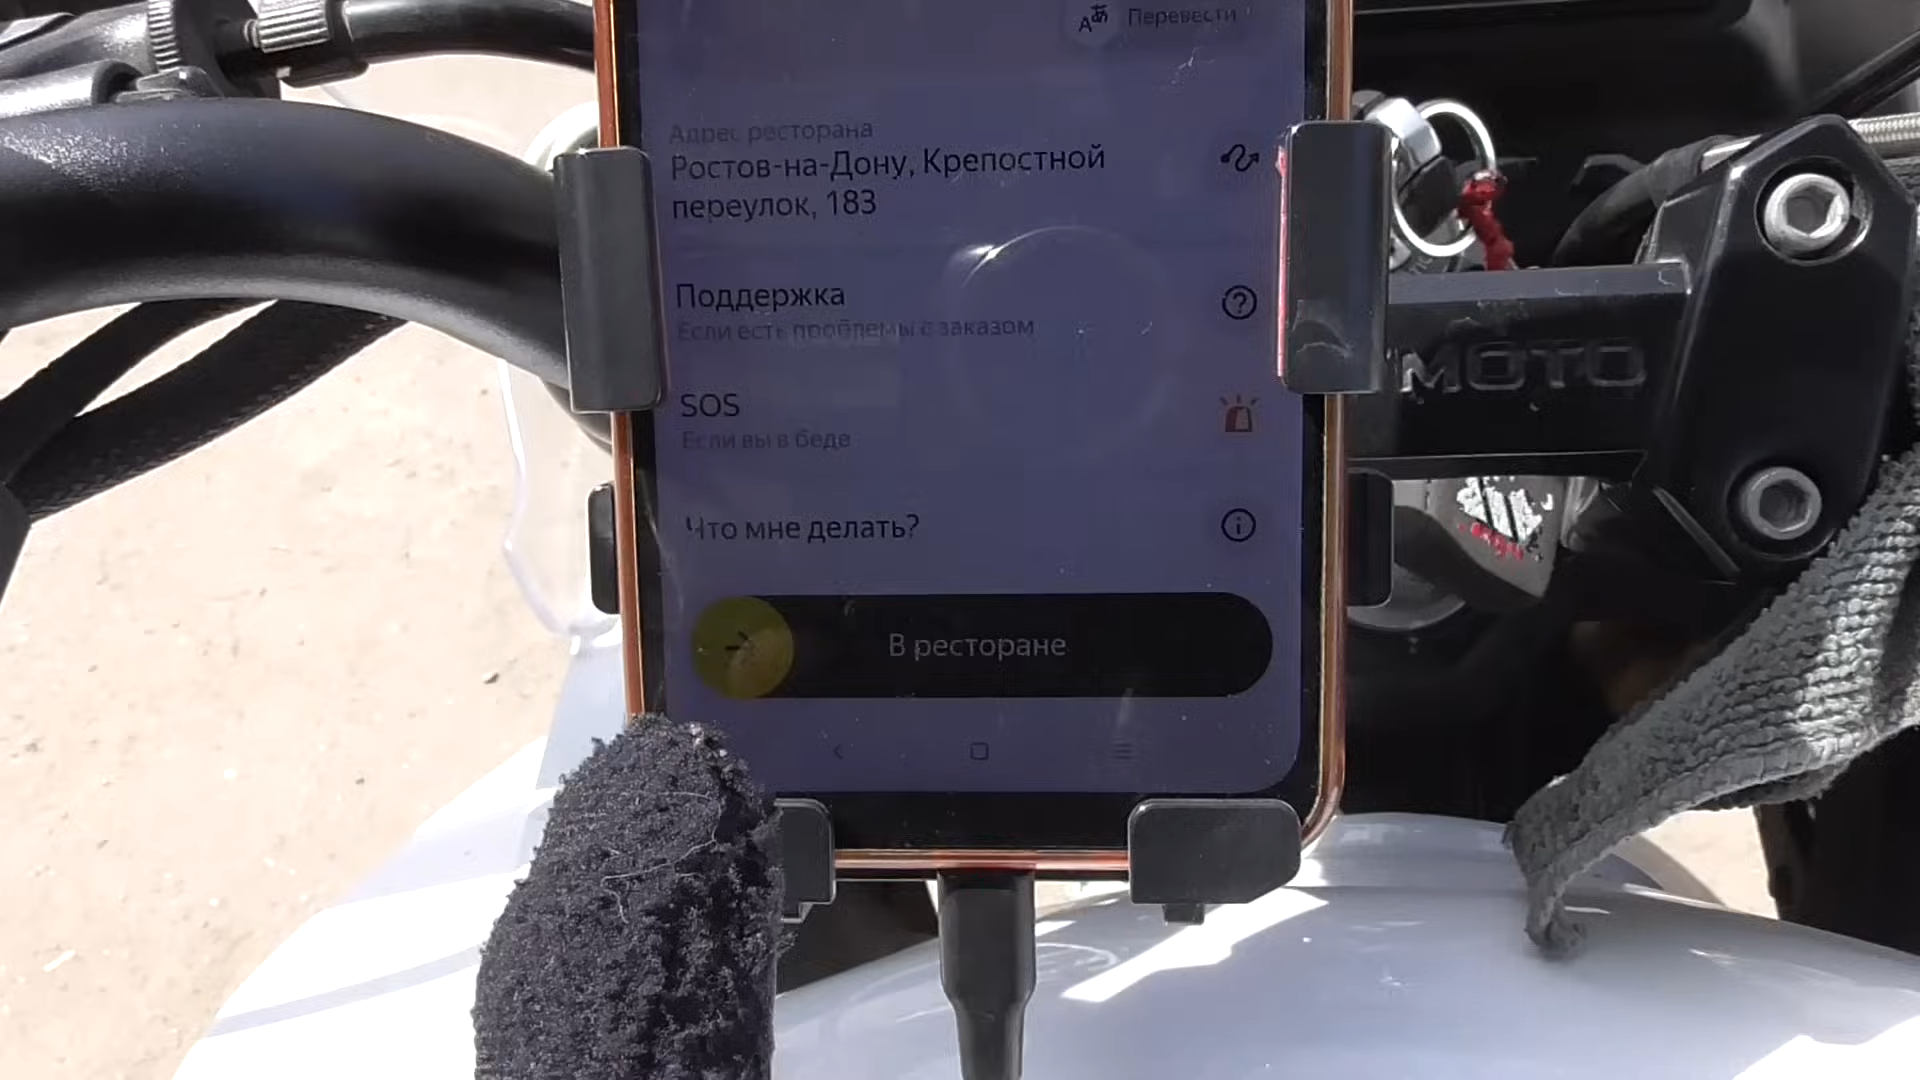 Перевести
Адрес ресторана
Ростов-на-Дону, Крепостной
переулок, 183
Поддержка
Если есть проблемы с заказом
SOS
Если вы в беде
Что мне делать?
В ресторане
MOTO